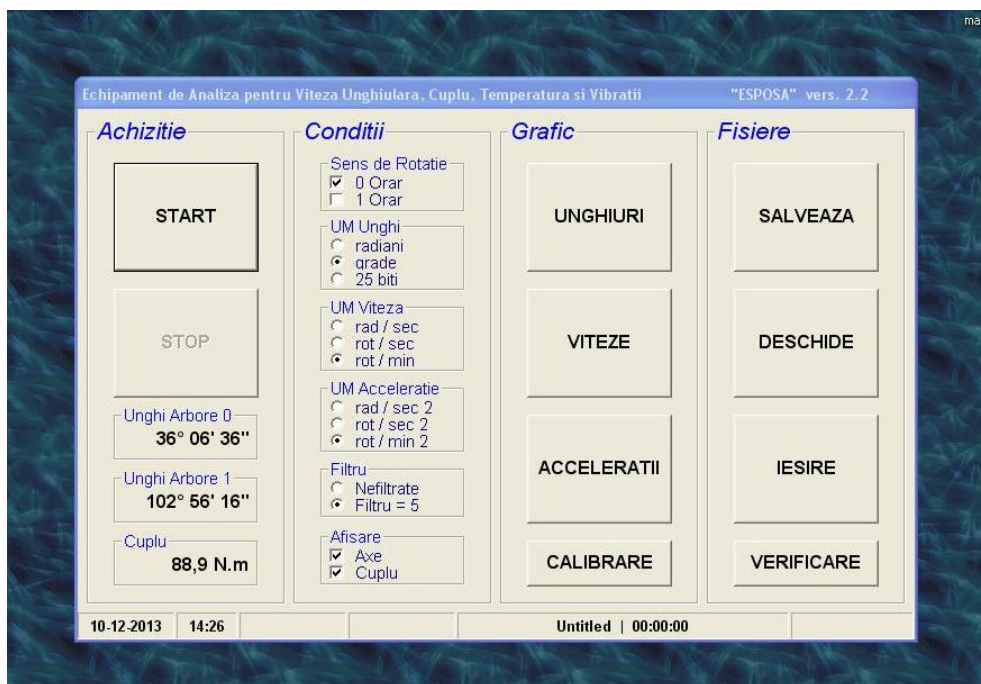 ma
Echipament de Analiza pentru Viteza Unghiulara, Cuplu, Temperatura si Vibratii "ESPOSA" vers. 2.2
Achizitie
START
STOP
Unghi Arbore 0
36° 06' 36"
Unghi Arbore 1
102° 56' 16"
Cuplu
88,9 N.m
Conditii
Sens de Rotatie
0 Orar
1 Orar
UM Unghi
radiani
grade
25 biti
UM Viteza
rad / sec
rot / sec
rot / min
UM Acceleratie
rad / sec 2
rot / sec 2
rot / min 2
Filtru
Nefiltrate
Filtru = 5
Afisare
Axe
Cuplu
Grafic
UNGHIURI
VITEZE
ACCELERATII
CALIBRARE
Fisiere
SALVEAZA
DESCHIDE
IESIRE
VERIFICARE
10-12-2013 14:26 Untitled | 00:00:00